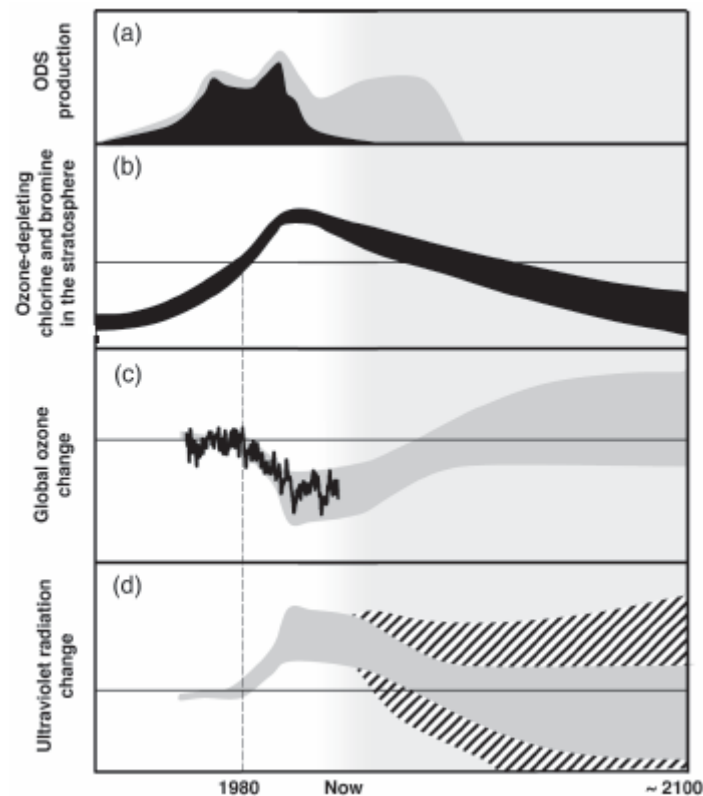 (a)
ODS
production
(b)
Ozone-depleting
chlorine and bromine
in the stratosphere
(c)
Global ozone
change
(d)
Ultraviolet radiation
change
1980 Now ~ 2100